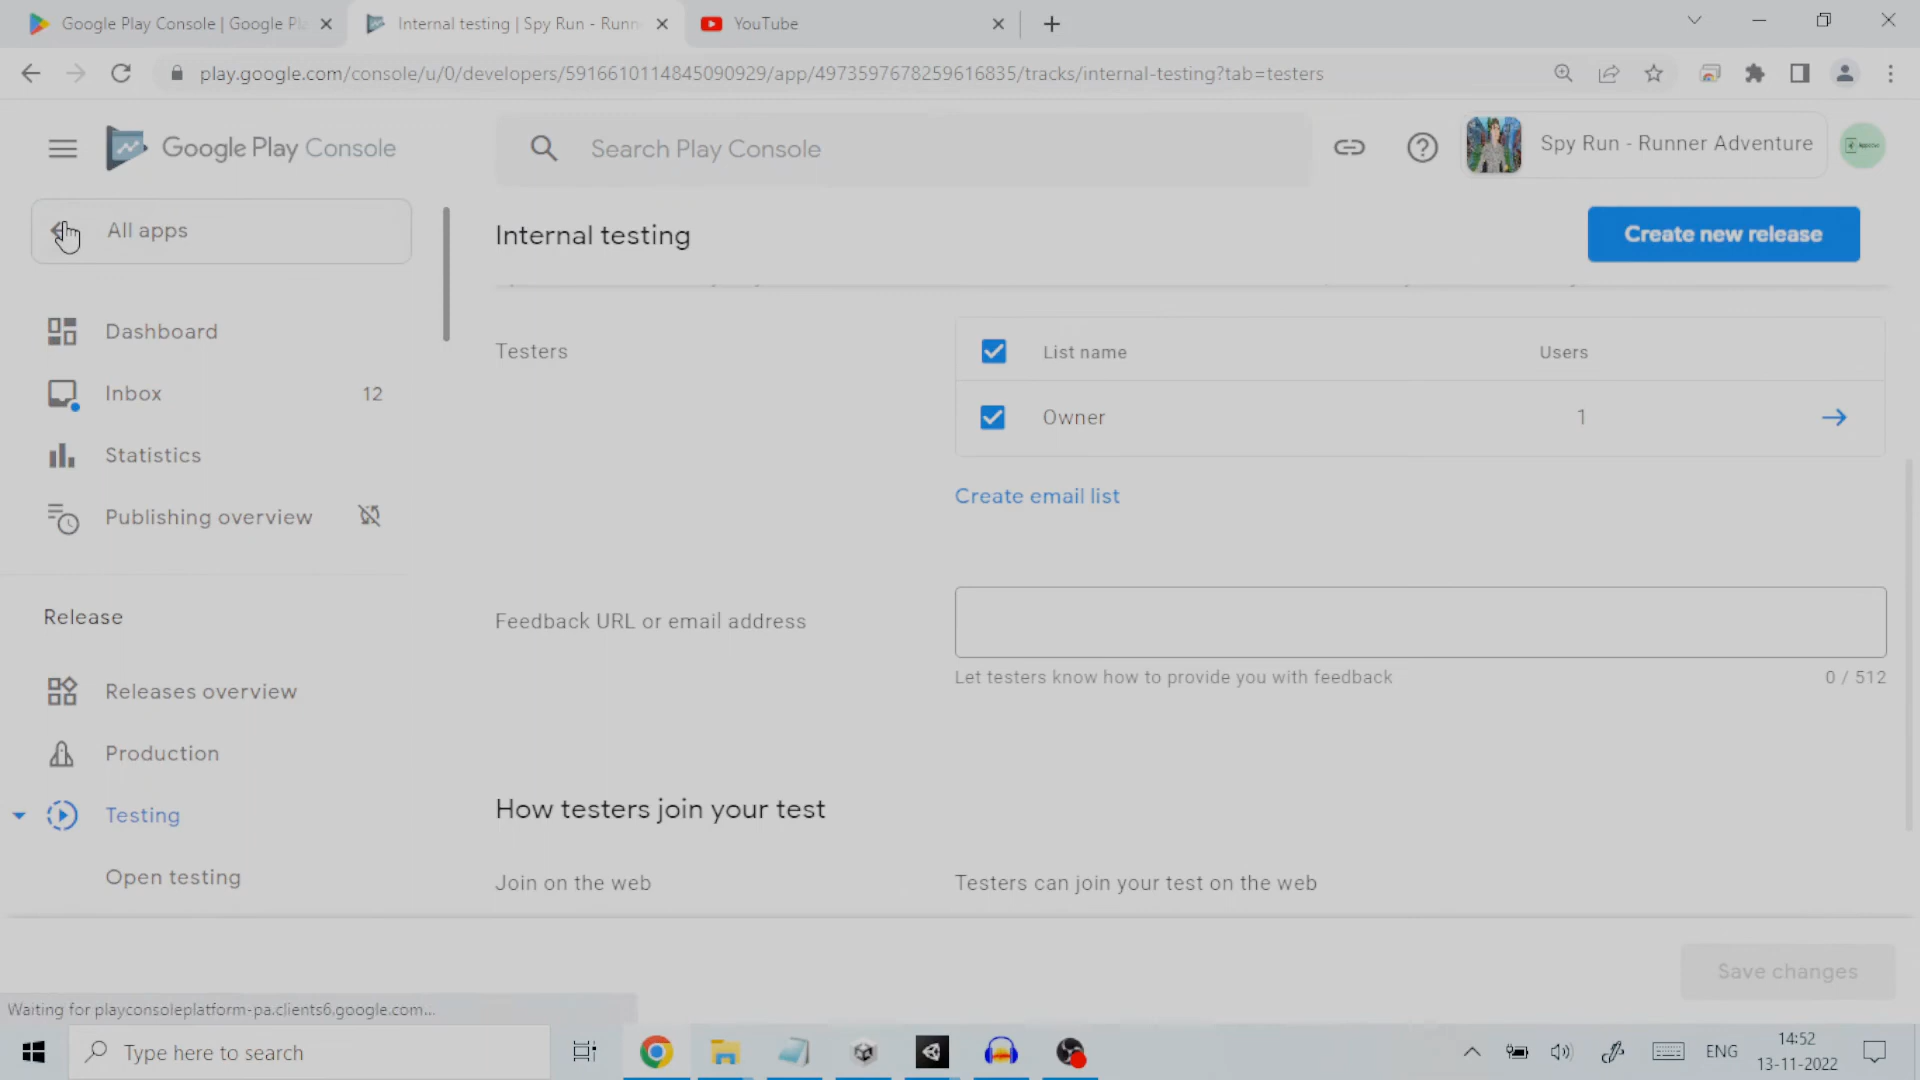 Google Play Console | Google Pl
Internal testing | Spy Run - Runn
YouTube
play.google.com/console/u/0/developers/5916610114845090929/app/4973597678259616835/tracks/internal-testing?tab=testers
Google Play Console
Search Play Console
Spy Run - Runner Adventure
All apps
Internal testing
Create new release
Dashboard
Inbox 12
Statistics
Publishing overview
Release
Releases overview
Production
Testing
Open testing
Testers
List name Users
Owner 1
Create email list
Feedback URL or email address
Let testers know how to provide you with feedback 0 / 512
How testers join your test
Join on the web Testers can join your test on the web
Save changes
Waiting for playconsoleplatform-pa.clients6.google.com...
Type here to search
ENG
14:52
13-11-2022